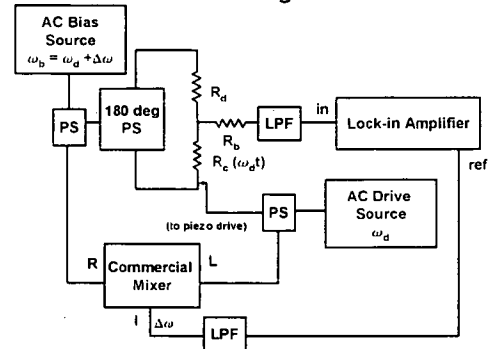 AC Bias
Source
ω_b = ω_d + Δω
PS
180 deg
PS
R_d
R_b
R_c (ω_d t)
LPF
in
Lock-in Amplifier
ref
(to piezo drive)
PS
AC Drive
Source
ω_d
R
Commercial
Mixer
L
I
Δω
LPF